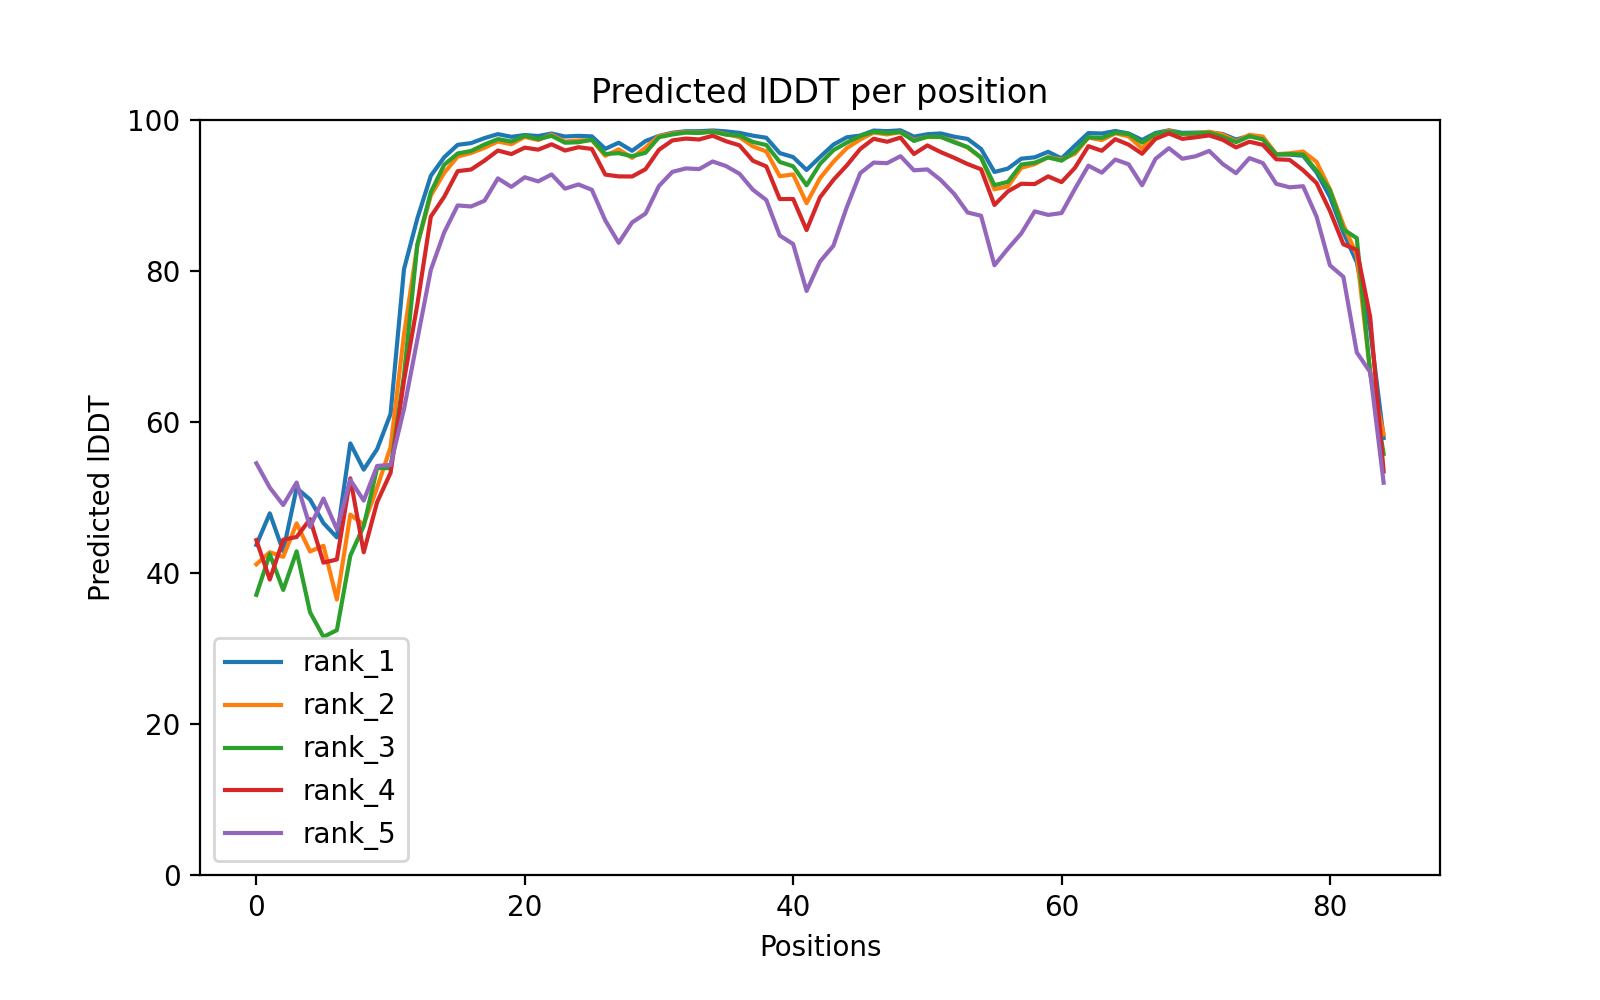 Predicted lDDT per position
100
80
60
40
20
0
Predicted lDDT
rank_1
rank_2
rank_3
rank_4
rank_5
0 20 40 60 80
Positions